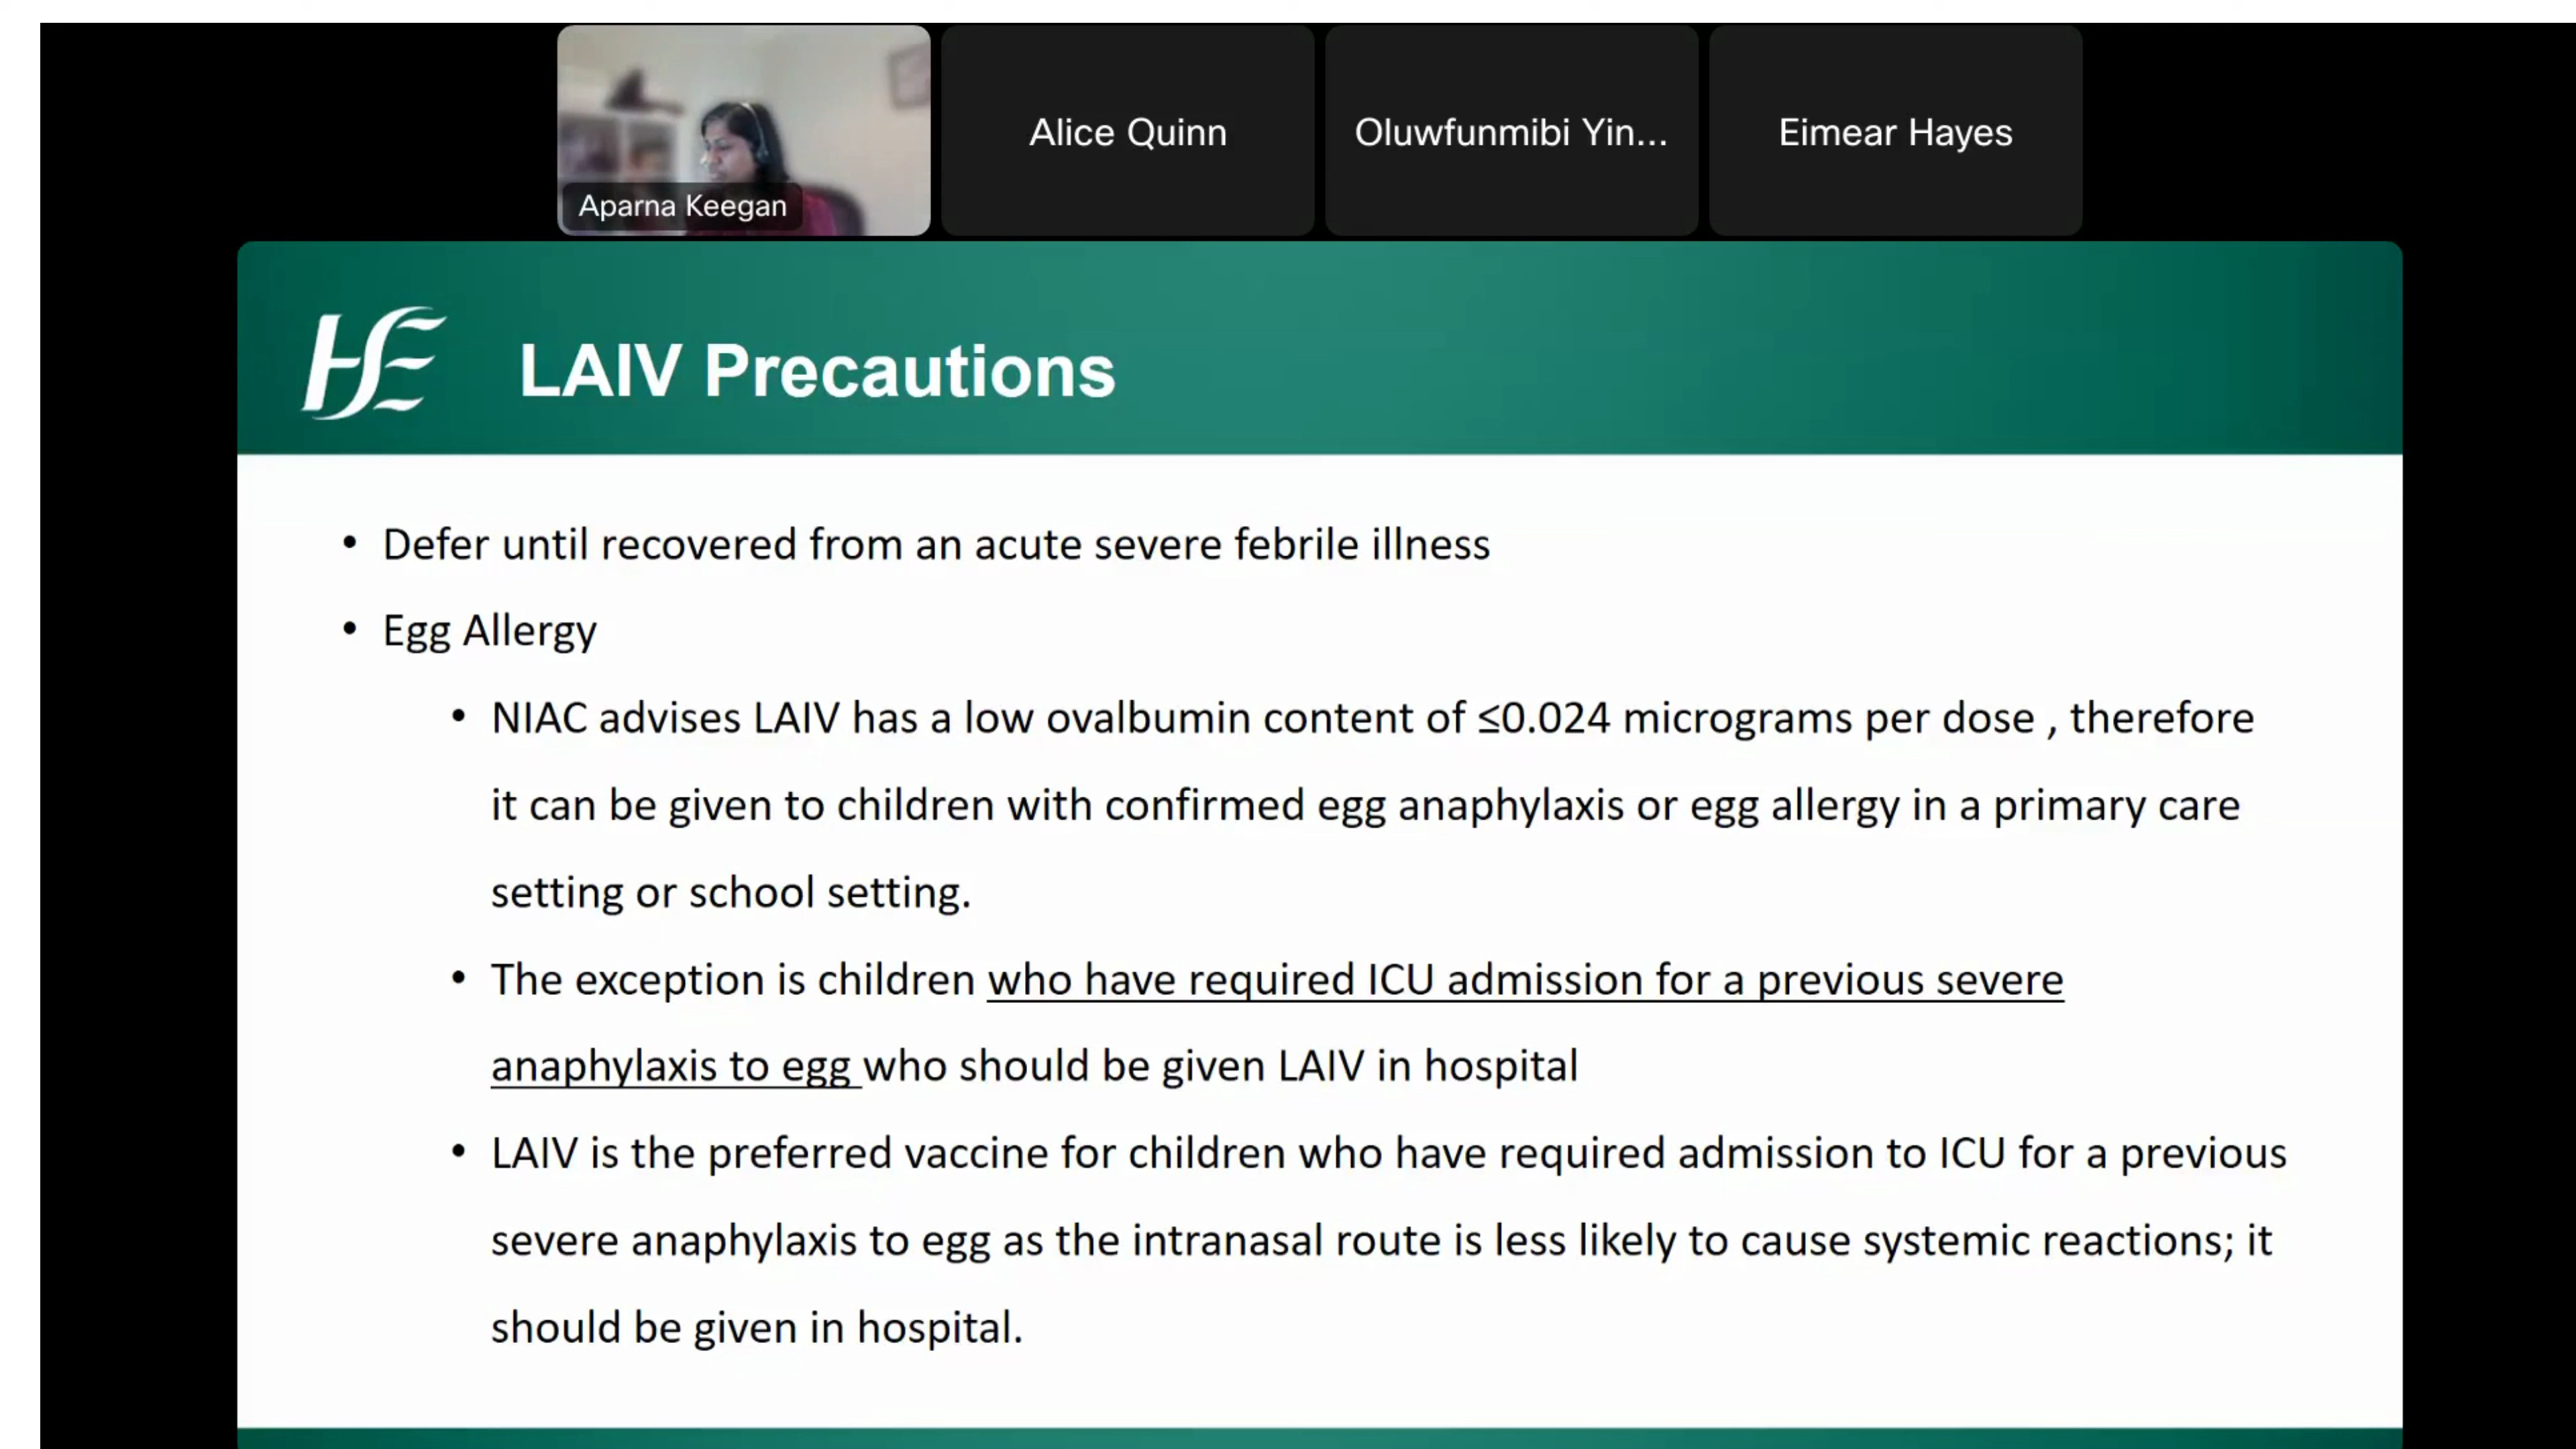 Aparna Keegan
Alice Quinn
Oluwfunmibi Yin...
Eimear Hayes
HSE
LAIV Precautions
• Defer until recovered from an acute severe febrile illness
• Egg Allergy
• NIAC advises LAIV has a low ovalbumin content of ≤0.024 micrograms per dose , therefore
it can be given to children with confirmed egg anaphylaxis or egg allergy in a primary care
setting or school setting.
• The exception is children who have required ICU admission for a previous severe
anaphylaxis to egg who should be given LAIV in hospital
• LAIV is the preferred vaccine for children who have required admission to ICU for a previous
severe anaphylaxis to egg as the intranasal route is less likely to cause systemic reactions; it
should be given in hospital.